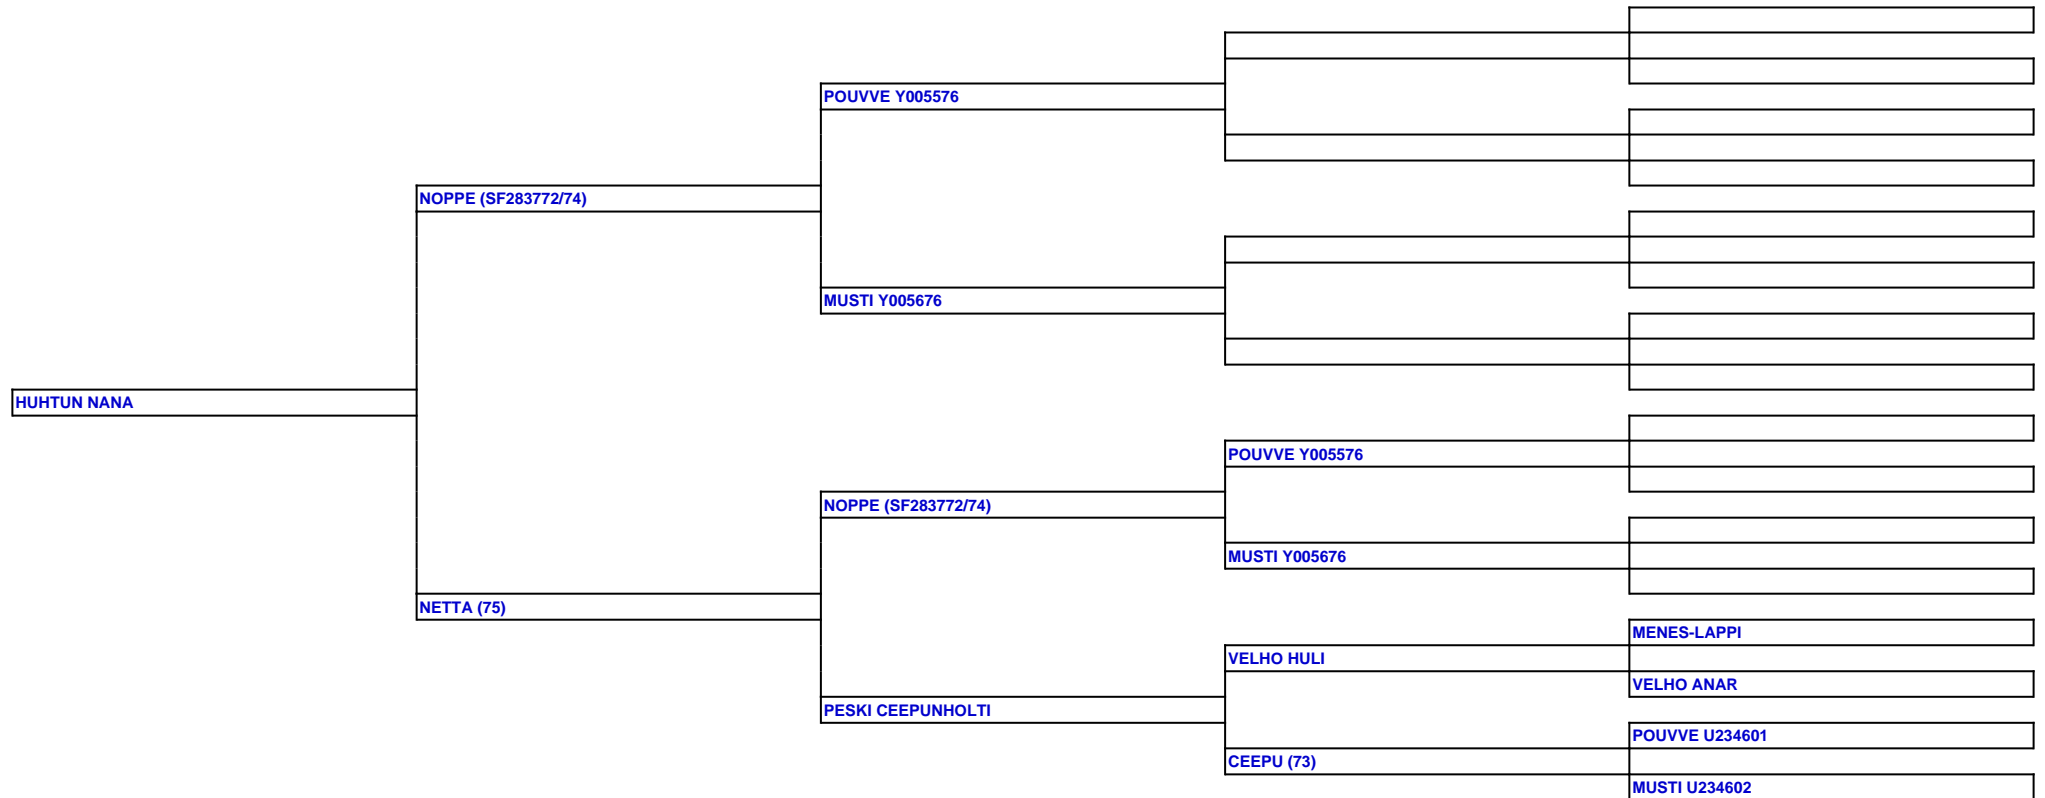 POUVVE Y005576
NOPPE (SF283772/74)
MUSTI Y005676
HUHTUN NANA
POUVVE Y005576
NOPPE (SF283772/74)
MUSTI Y005676
NETTA (75)
MENES-LAPPI
VELHO HULI
VELHO ANAR
PESKI CEEPUNHOLTI
POUVVE U234601
CEEPU (73)
MUSTI U234602